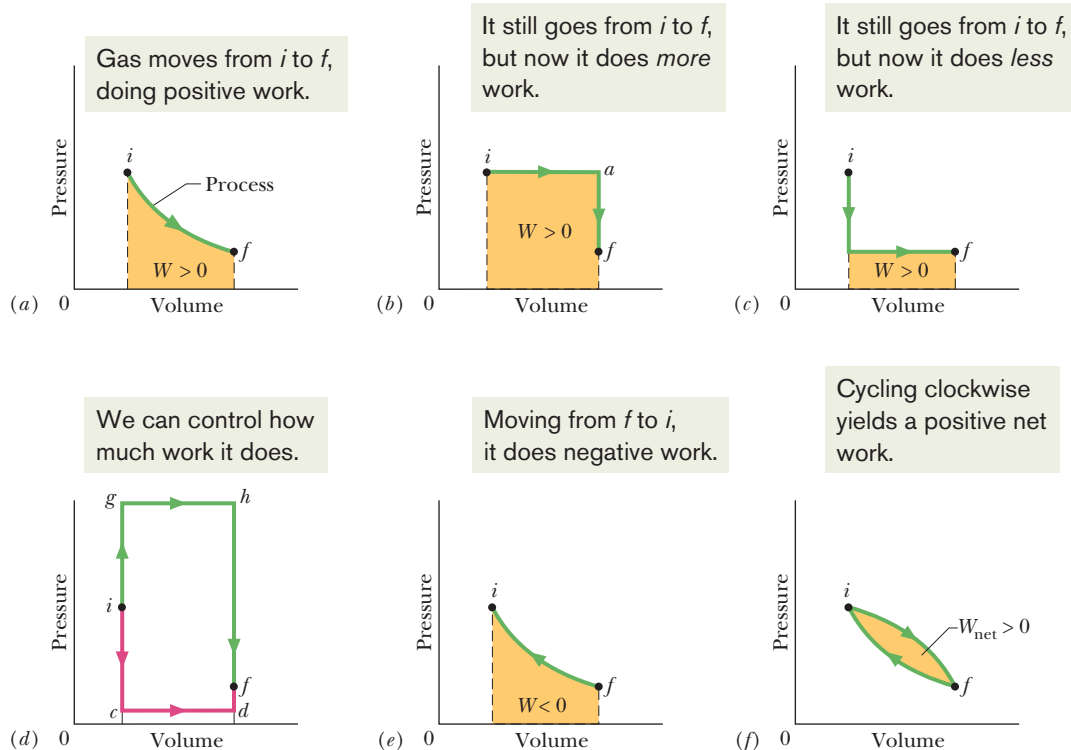 Gas moves from i to f,
doing positive work.
Pressure
i
Process
f
W > 0
0
Volume
(a)
It still goes from i to f,
but now it does more
work.
Pressure
i
a
W > 0
f
0
Volume
(b)
It still goes from i to f,
but now it does less
work.
Pressure
i
f
W > 0
0
Volume
(c)
We can control how
much work it does.
Pressure
g
h
i
f
c
d
0
Volume
(d)
Moving from f to i,
it does negative work.
Pressure
i
f
W < 0
0
Volume
(e)
Cycling clockwise
yields a positive net
work.
Pressure
i
Wnet > 0
f
0
Volume
(f)